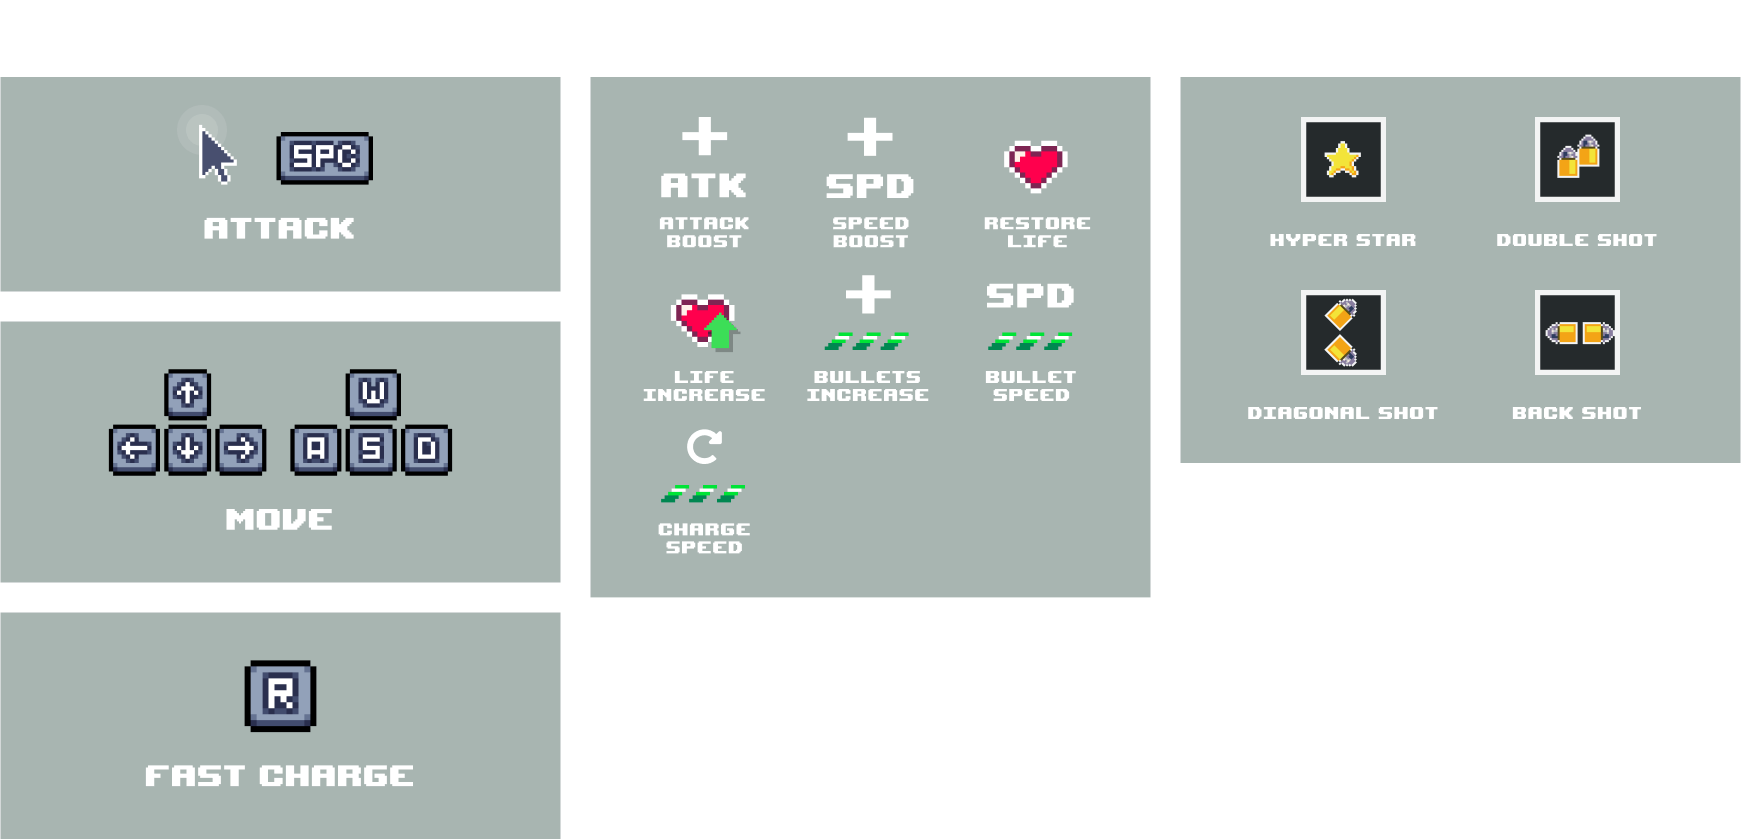 SPC
ATTACK
W
A S D
MOVE
R
FAST CHARGE
+ + 
ATK SPD
ATTACK BOOST
SPEED BOOST
RESTORE LIFE
+ SPD
LIFE INCREASE
BULLETS INCREASE
BULLET SPEED
CHARGE SPEED
HYPER STAR
DOUBLE SHOT
DIAGONAL SHOT
BACK SHOT